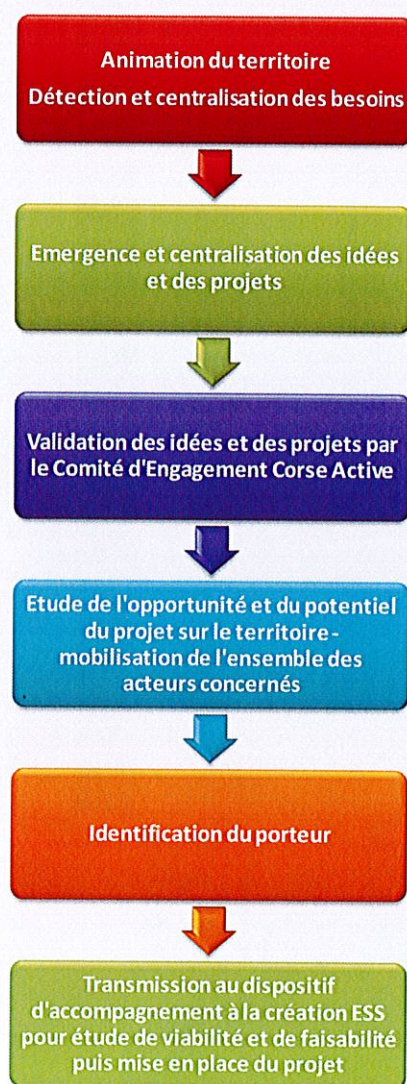 Animation du territoire
Détection et centralisation des besoins
Emergence et centralisation des idées
et des projets
Validation des idées et des projets par
le Comité d'Engagement Corse Active
Etude de l'opportunité et du potentiel
du projet sur le territoire -
mobilisation de l'ensemble des
acteurs concernés
Identification du porteur
Transmission au dispositif
d'accompagnement à la création ESS
pour étude de viabilité et de faisabilité
puis mise en place du projet